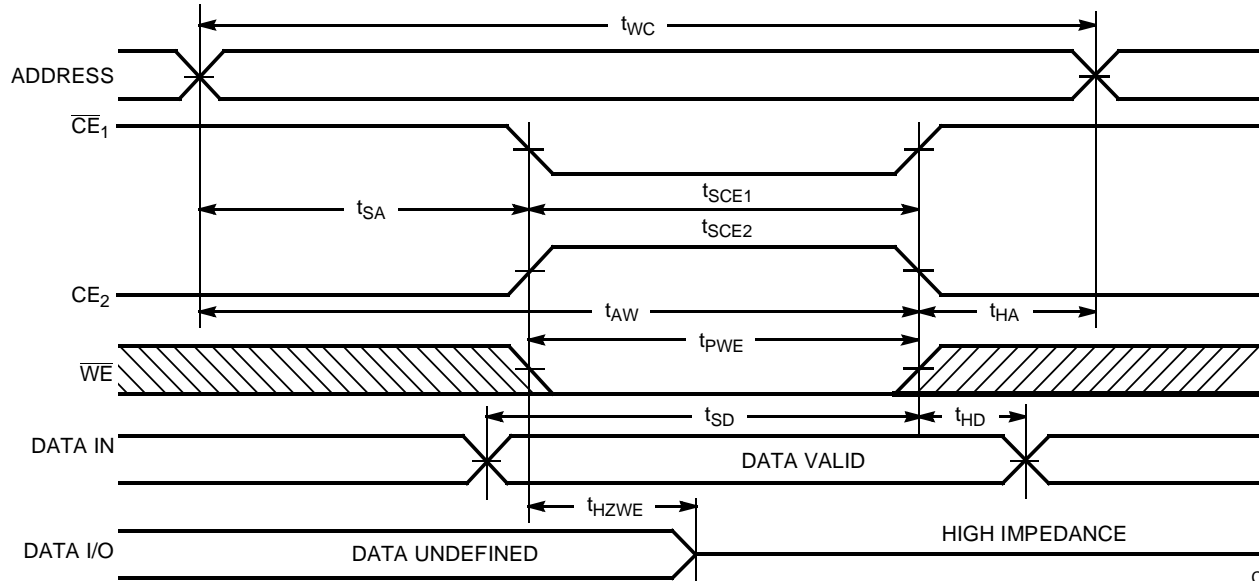 tWC
ADDRESS
CE1
tSA
tSCE1
tSCE2
CE2
tAW
tHA
tPWE
WE
tSD
tHD
DATA IN
DATA VALID
tHZWE
DATA I/O
DATA UNDEFINED
HIGH IMPEDANCE